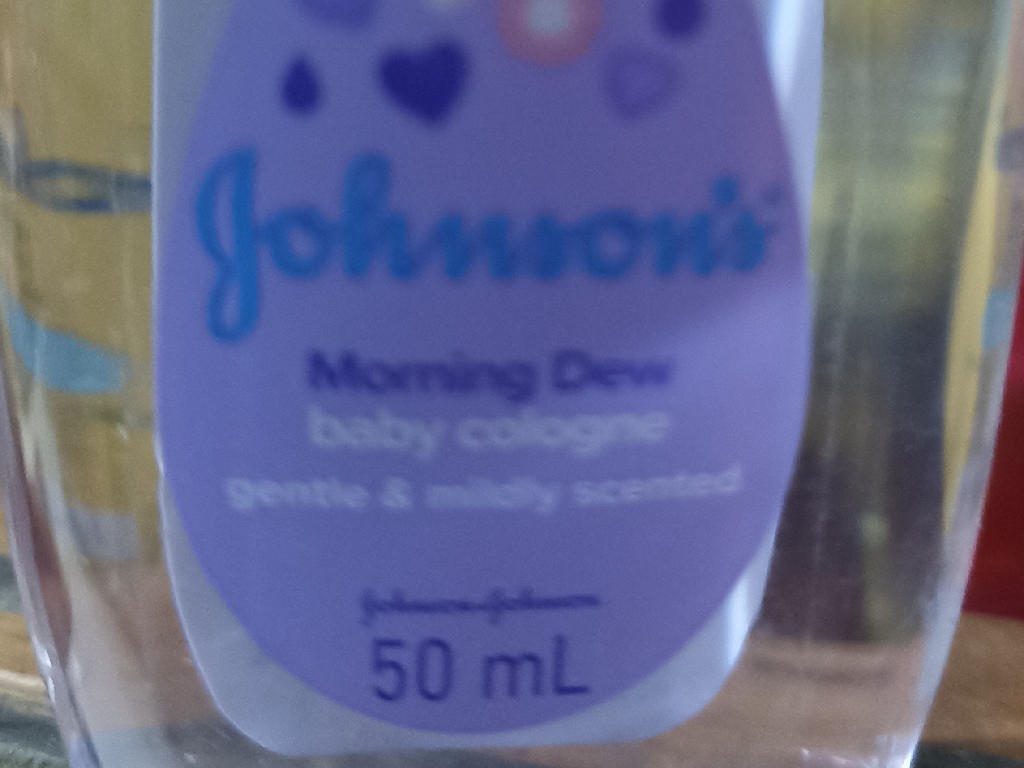 Johnson's
Morning Dew
baby cologne
gentle & mildly scented
Johnson & Johnson
50 mL